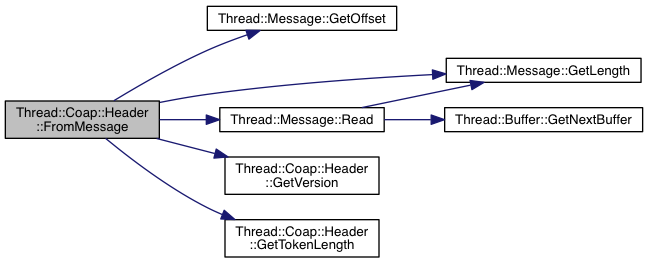 Thread::Message::GetOffset
Thread::Message::GetLength
Thread::Coap::Header
::FromMessage
Thread::Message::Read
Thread::Buffer::GetNextBuffer
Thread::Coap::Header
::GetVersion
Thread::Coap::Header
::GetTokenLength